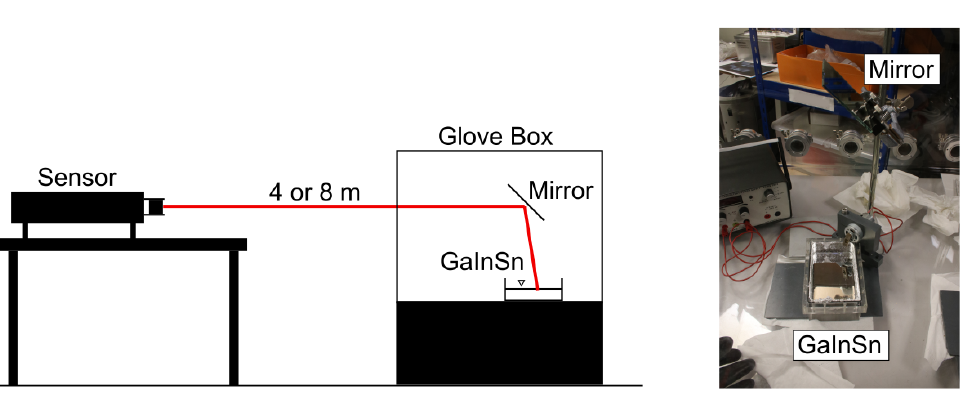 Glove Box
Sensor
4 or 8 m
Mirror
GaInSn
Mirror
GaInSn